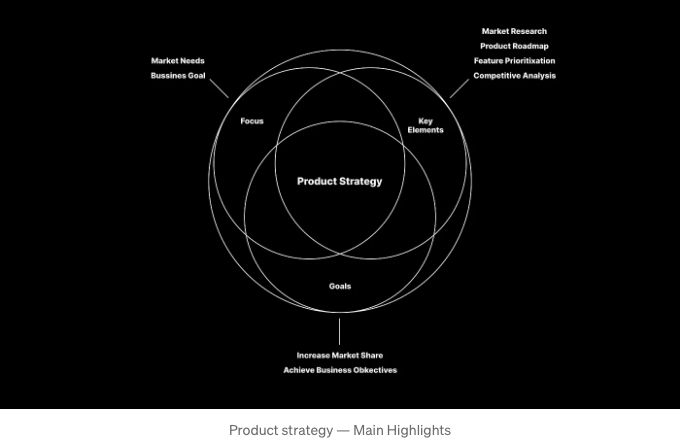 Market Research
Product Roadmap
Feature Prioritixation
Competitive Analysis
Market Needs
Bussines Goal
Focus
Key
Elements
Product Strategy
Goals
Increase Market Share
Achieve Business Obkectives
Product strategy — Main Highlights